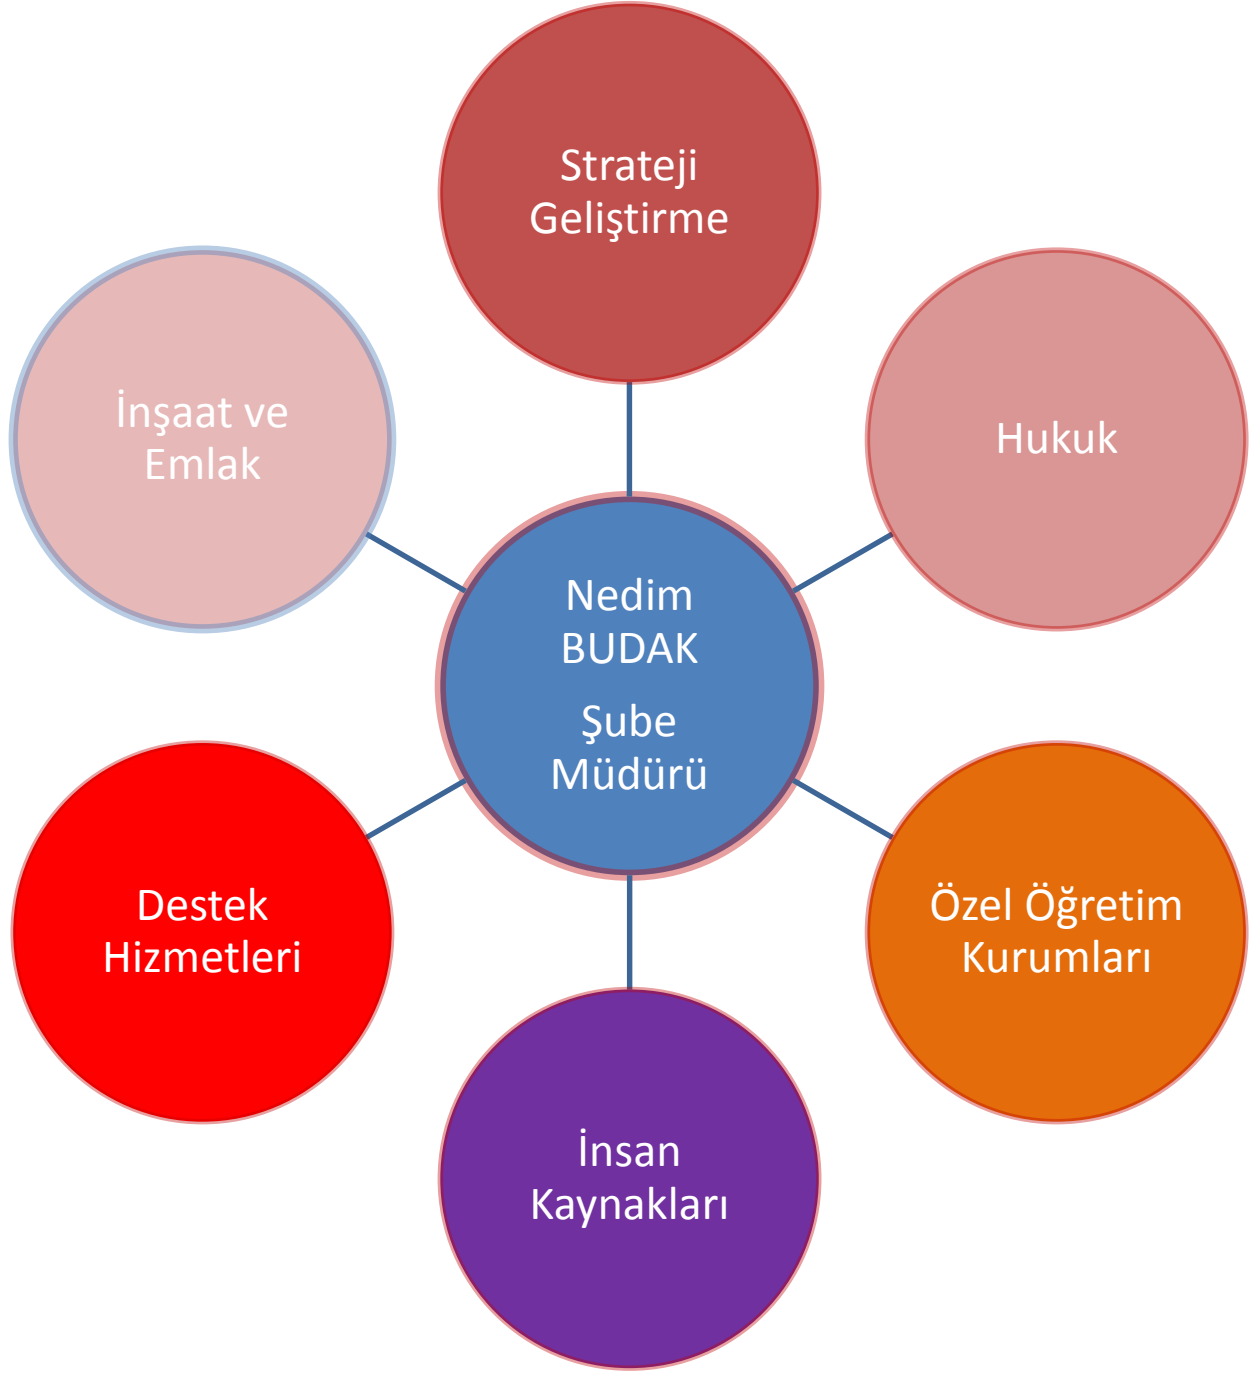 Strateji
Geliştirme
İnşaat ve
Emlak
Hukuk
Nedim
BUDAK
Şube
Müdürü
Destek
Hizmetleri
Özel Öğretim
Kurumları
İnsan
Kaynakları